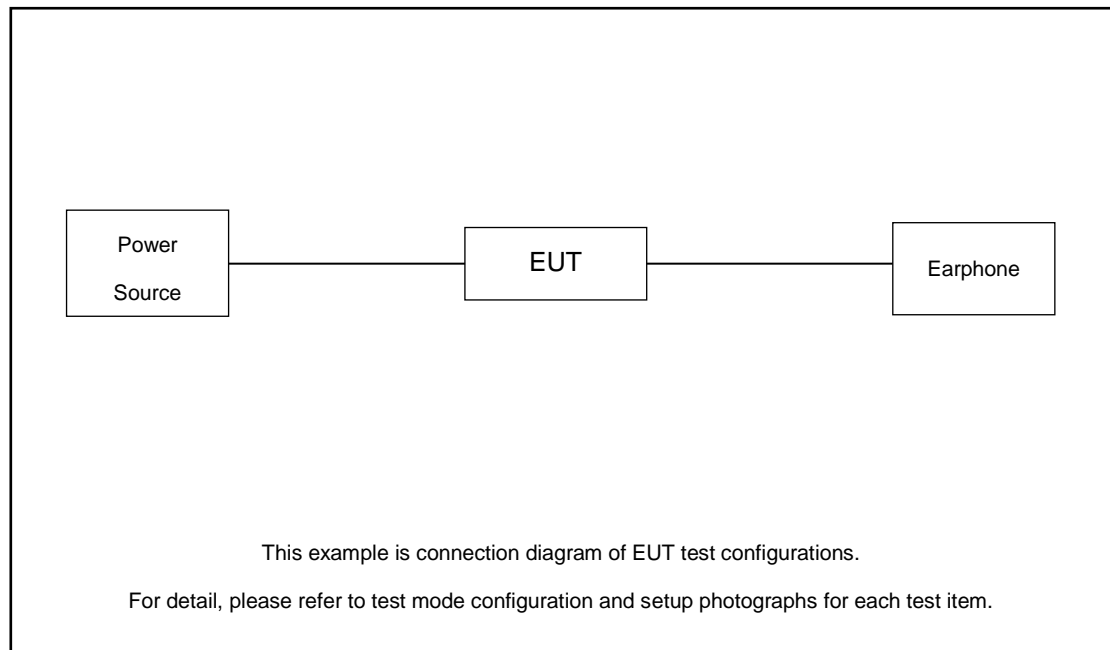 Power
Source
EUT
Earphone
This example is connection diagram of EUT test configurations.
For detail, please refer to test mode configuration and setup photographs for each test item.